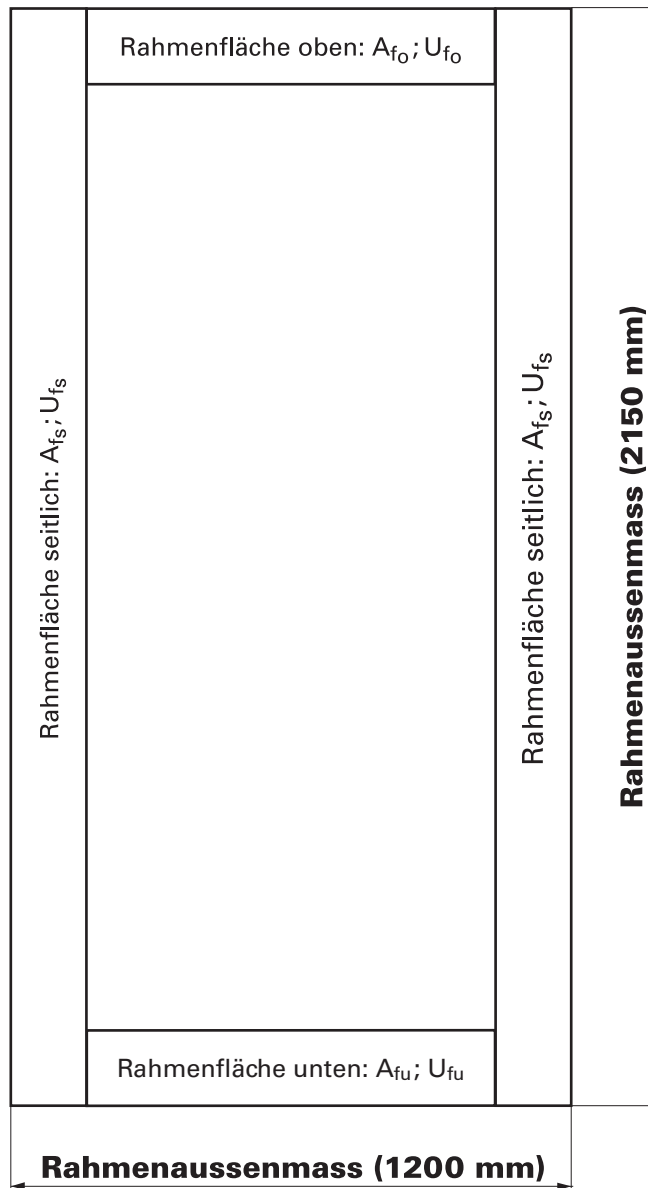 Rahmenfläche oben: Afo; Ufo
Rahmenfläche seitlich: Afs; Ufs
Rahmenfläche seitlich: Afs; Ufs
Rahmenaussenmass (2150 mm)
Rahmenfläche unten: Afu; Ufu
Rahmenaussenmass (1200 mm)